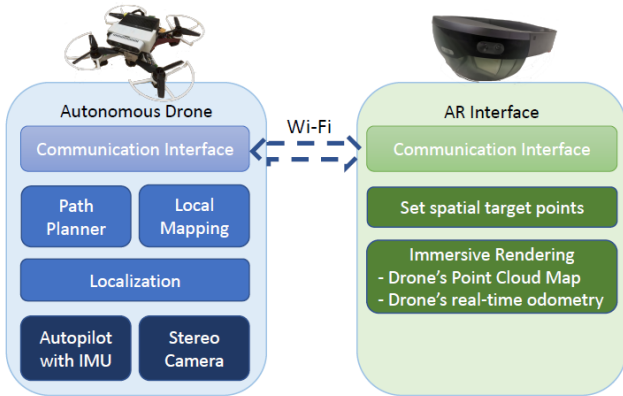 Autonomous Drone
Communication Interface
Path
Planner
Local
Mapping
Localization
Autopilot
with IMU
Stereo
Camera
Wi-Fi
AR Interface
Communication Interface
Set spatial target points
Immersive Rendering
- Drone's Point Cloud Map
- Drone's real-time odometry